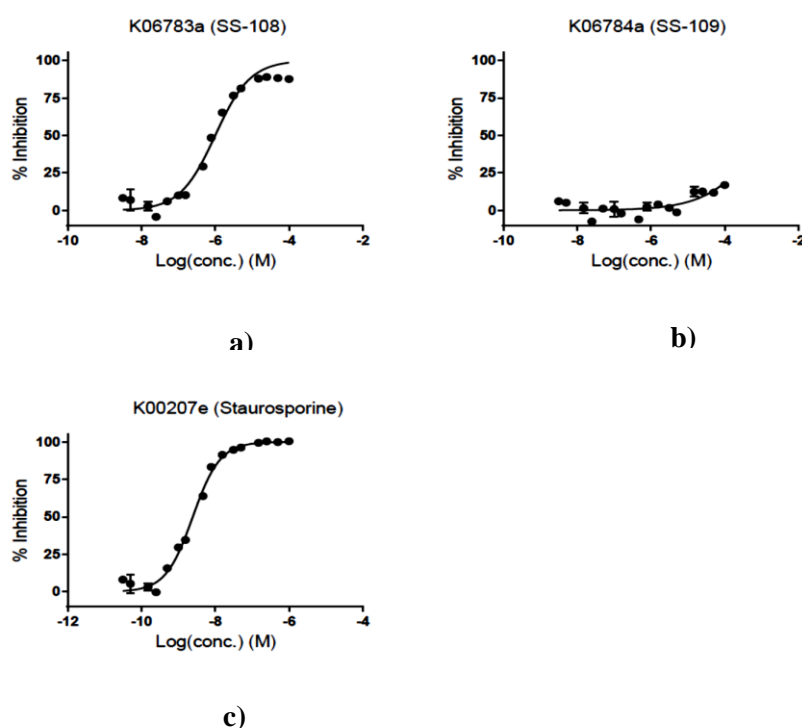 K06783a (SS-108)
100
75
50
25
0
% Inhibition
-10 -8 -6 -4 -2
Log(conc.) (M)
a)
K06784a (SS-109)
100
75
50
25
0
% Inhibition
-10 -8 -6 -4 -2
Log(conc.) (M)
b)
K00207e (Staurosporine)
100
75
50
25
0
% Inhibition
-12 -10 -8 -6 -4
Log(conc.) (M)
c)